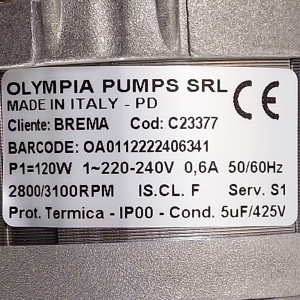 OLYMPIA PUMPS SRL CE
MADE IN ITALY - PD
Cliente: BREMA Cod: C23377
BARCODE: OA0112222406341
P1=120W 1~220-240V 0,6A 50/60Hz
2800/3100RPM IS.CL. F Serv. S1
Prot. Termica - IP00 - Cond. 5uF/425V